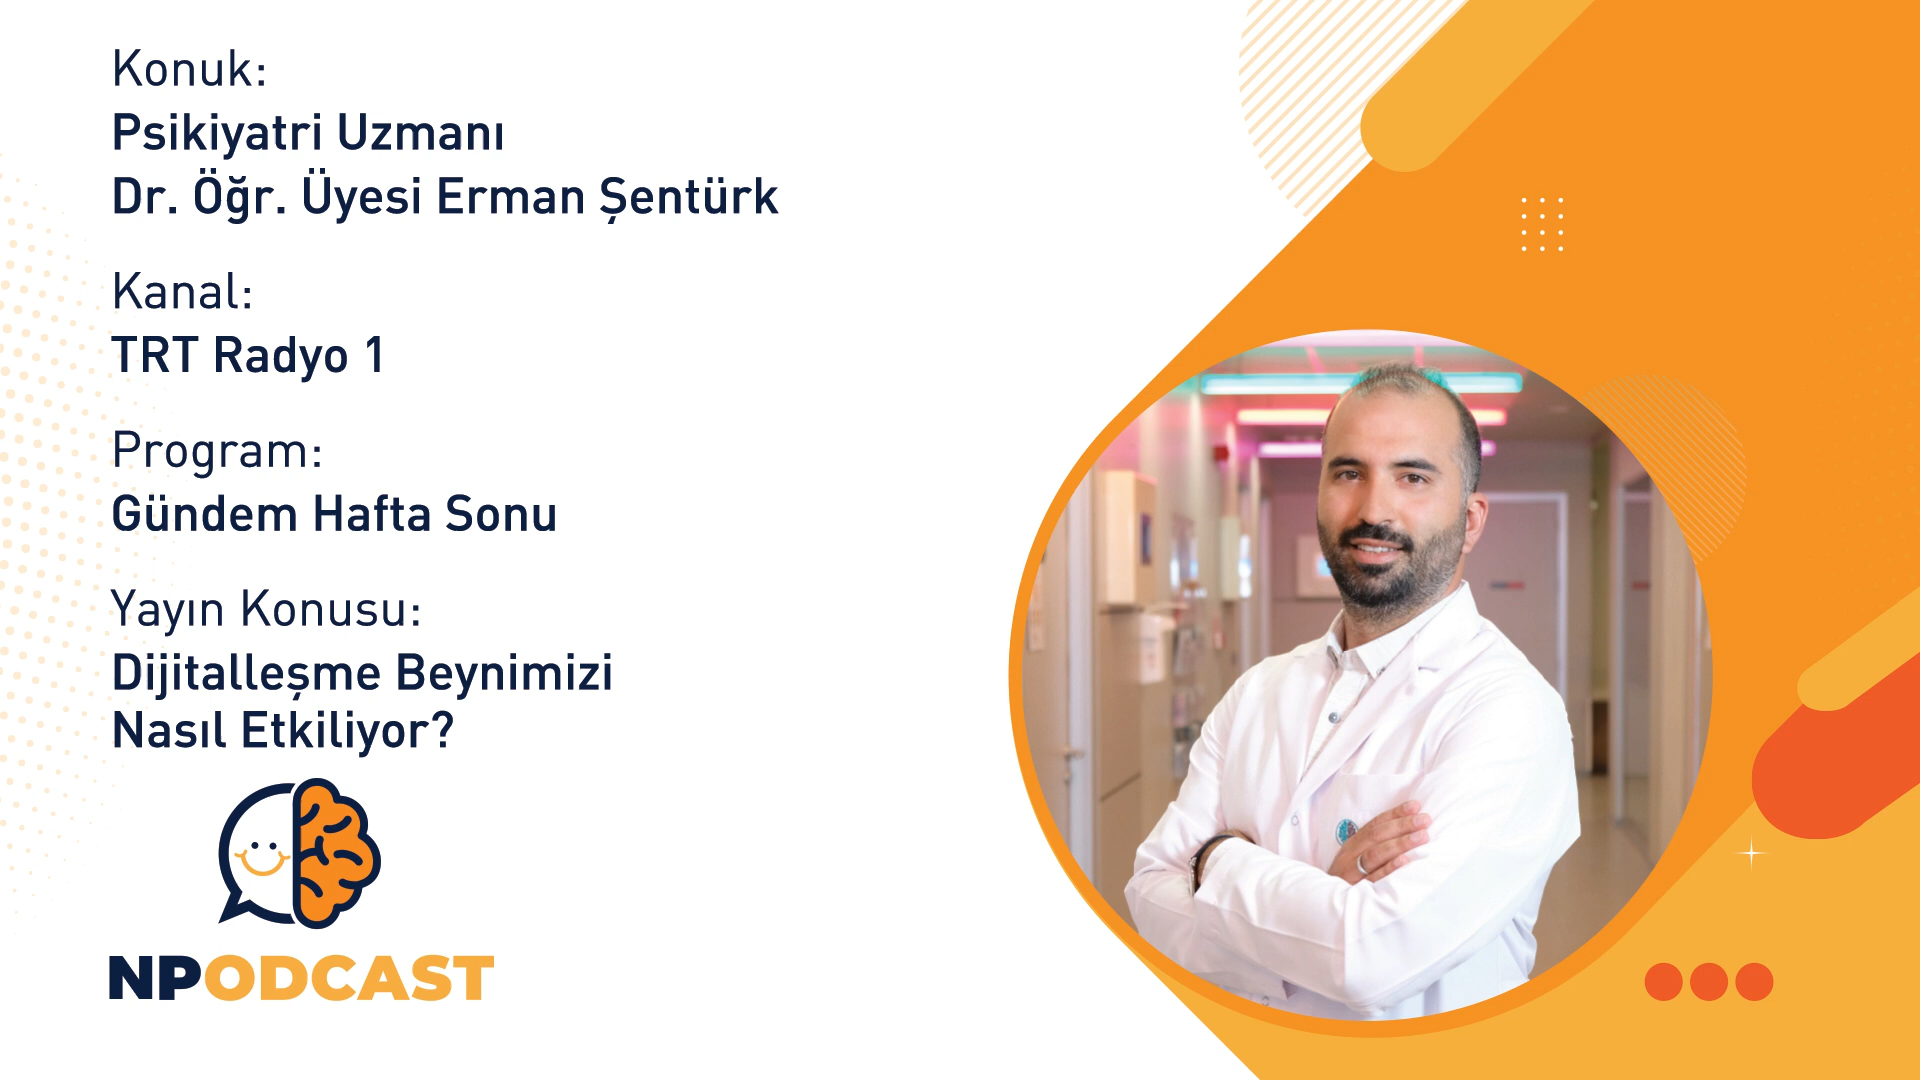 Konuk:
Psikiyatri Uzmanı
Dr. Öğr. Üyesi Erman Şentürk
Kanal:
TRT Radyo 1
Program:
Gündem Hafta Sonu
Yayın Konusu:
Dijitalleşme Beynimizi
Nasıl Etkiliyor?
NPODCAST